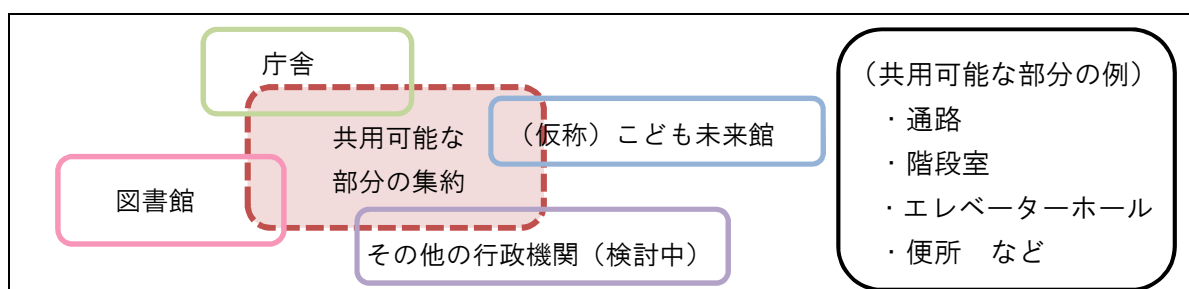 庁舎
共用可能な
部分の集約
（仮称）こども未来館
図書館
その他の行政機関（検討中）
（共用可能な部分の例）
・通路
・階段室
・エレベーターホール
・便所　など